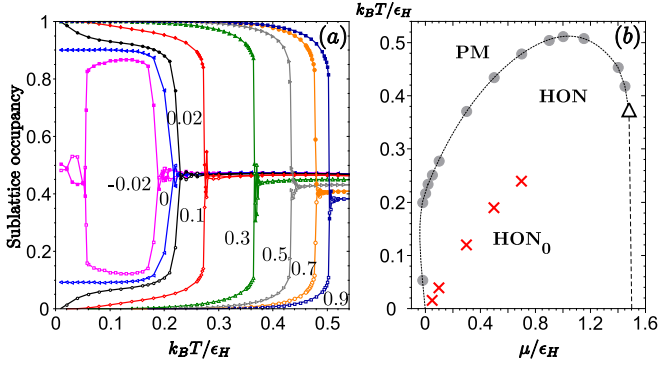 (a)
Sublattice occupancy
1
0.8
0.6
0.4
0.2
0
0.02
-0.02
0
0.1
0.3
0.5
0.7
0.9
0 0.1 0.2 0.3 0.4 0.5
k_BT/ϵ_H
k_BT/ϵ_H
(b)
0.5
0.4
0.3
0.2
0.1
0
PM
HON
HON_0
0 0.4 0.8 1.2 1.6
μ/ϵ_H